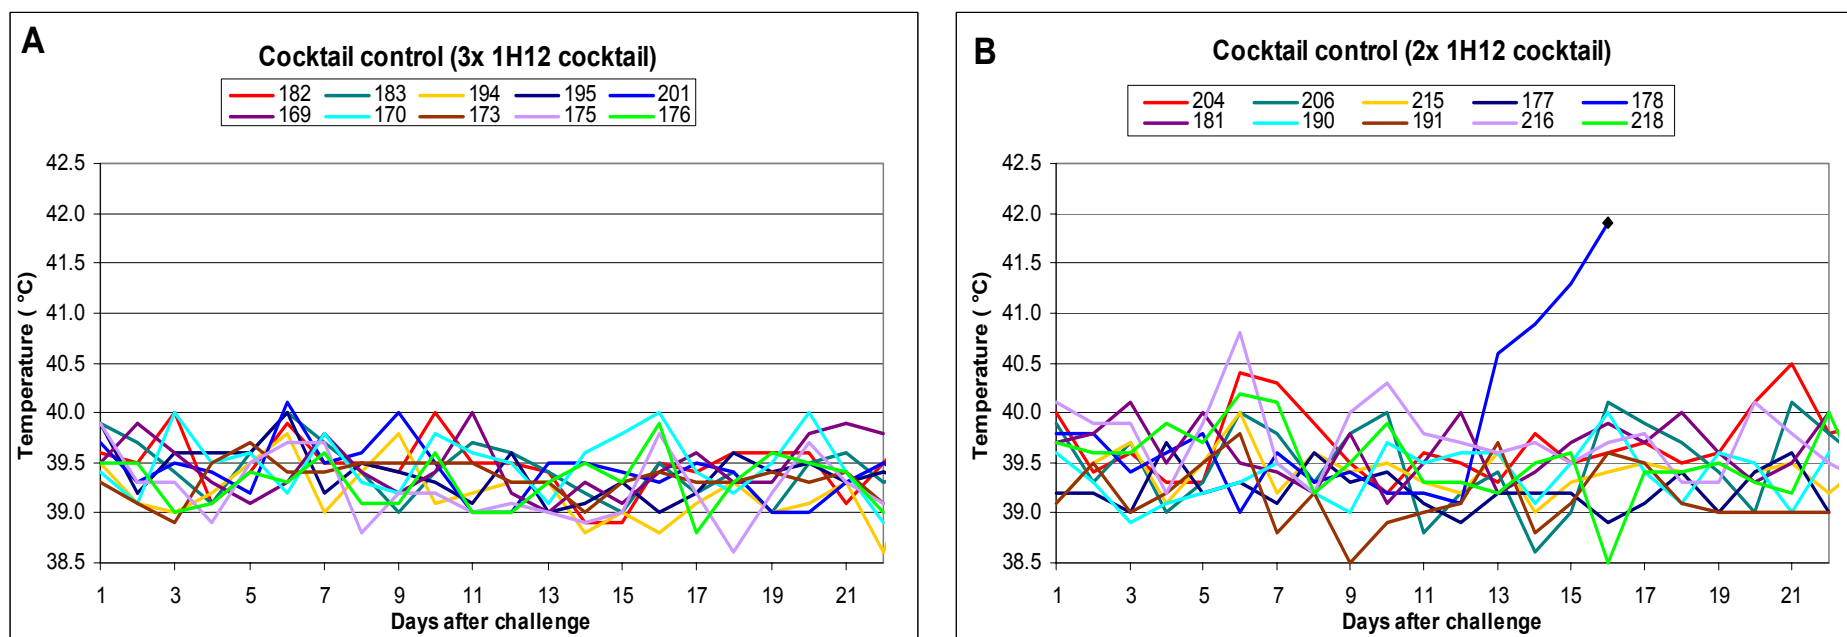 A
Cocktail control (3x 1H12 cocktail)
182 183 194 195 201
169 170 173 175 176
42.5
42.0
41.5
41.0
40.5
40.0
39.5
39.0
38.5
Temperature ( °C)
1 3 5 7 9 11 13 15 17 19 21
Days after challenge
B
Cocktail control (2x 1H12 cocktail)
204 206 215 177 178
181 190 191 216 218
42.5
42.0
41.5
41.0
40.5
40.0
39.5
39.0
38.5
Temperature ( °C)
1 3 5 7 9 11 13 15 17 19 21
Days after challenge